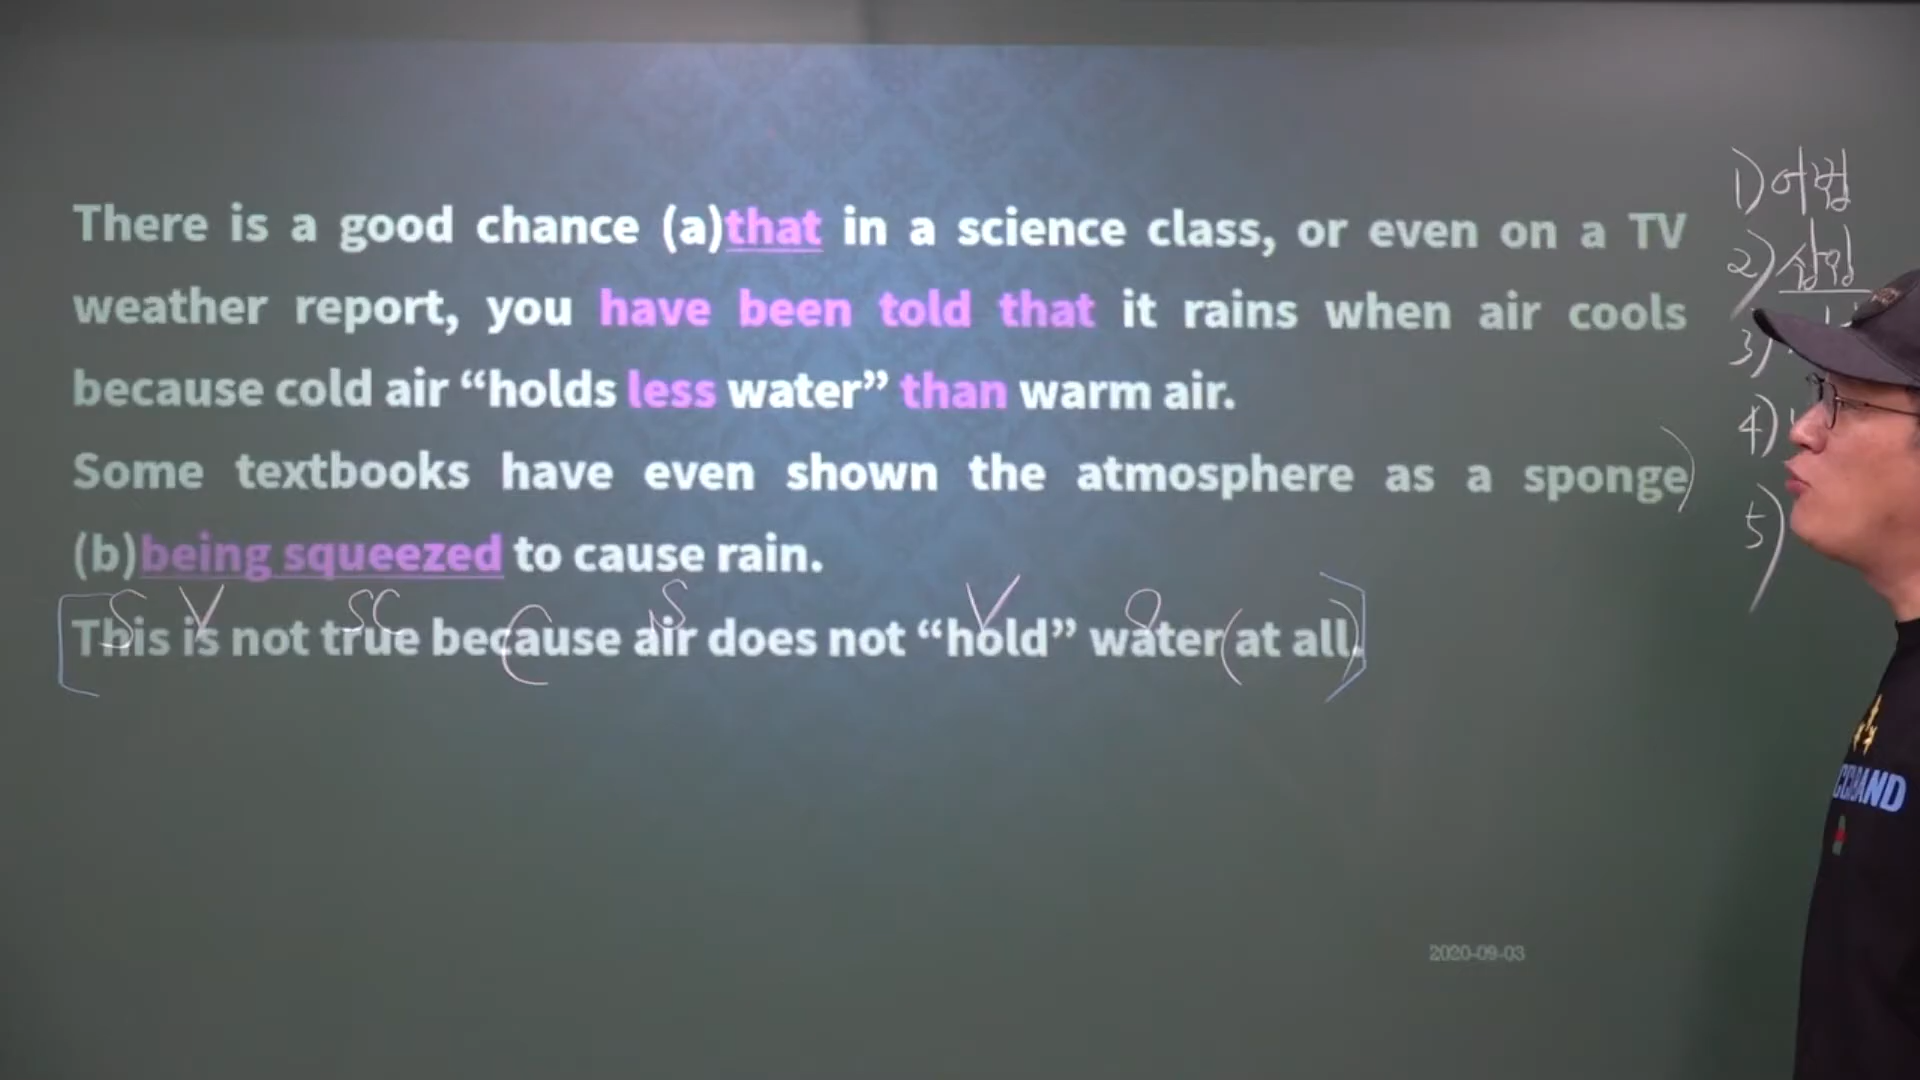 There is a good chance (a)that in a science class, or even on a TV
weather report, you have been told that it rains when air cools
because cold air “holds less water” than warm air.
Some textbooks have even shown the atmosphere as a sponge
(b)being squeezed to cause rain.
S V SC S V O
This is not true because air does not “hold” water at all.
1) 어법
2) 삽입
3)
4)
5)
CCBAND
2020-09-03